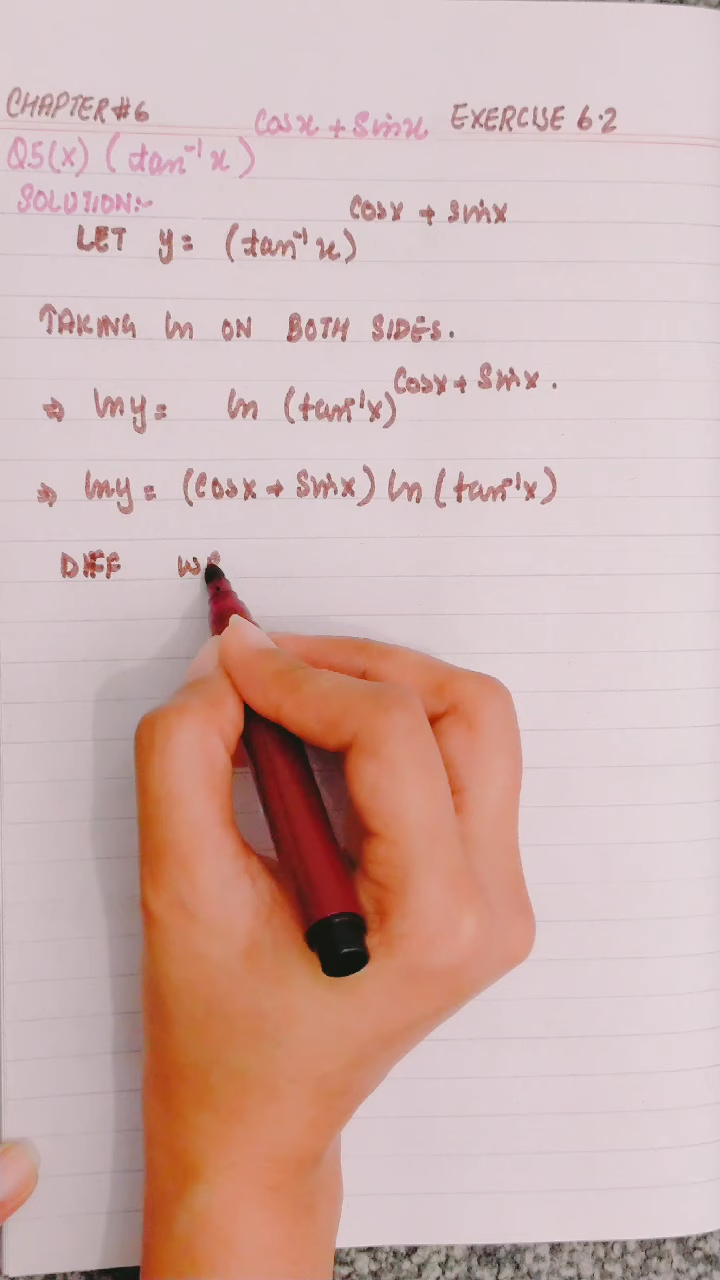 CHAPTER#6 EXERCISE 6.2
Q5(x) (tan⁻¹x)^cosx + sinx
SOLUTION:-
LET y = (tan⁻¹x)^cosx + sinx
TAKING ln ON BOTH SIDES.
⇒ lny = ln (tan⁻¹x)^cosx + sinx.
⇒ lny = (cosx + sinx) ln (tan⁻¹x)
DIFF